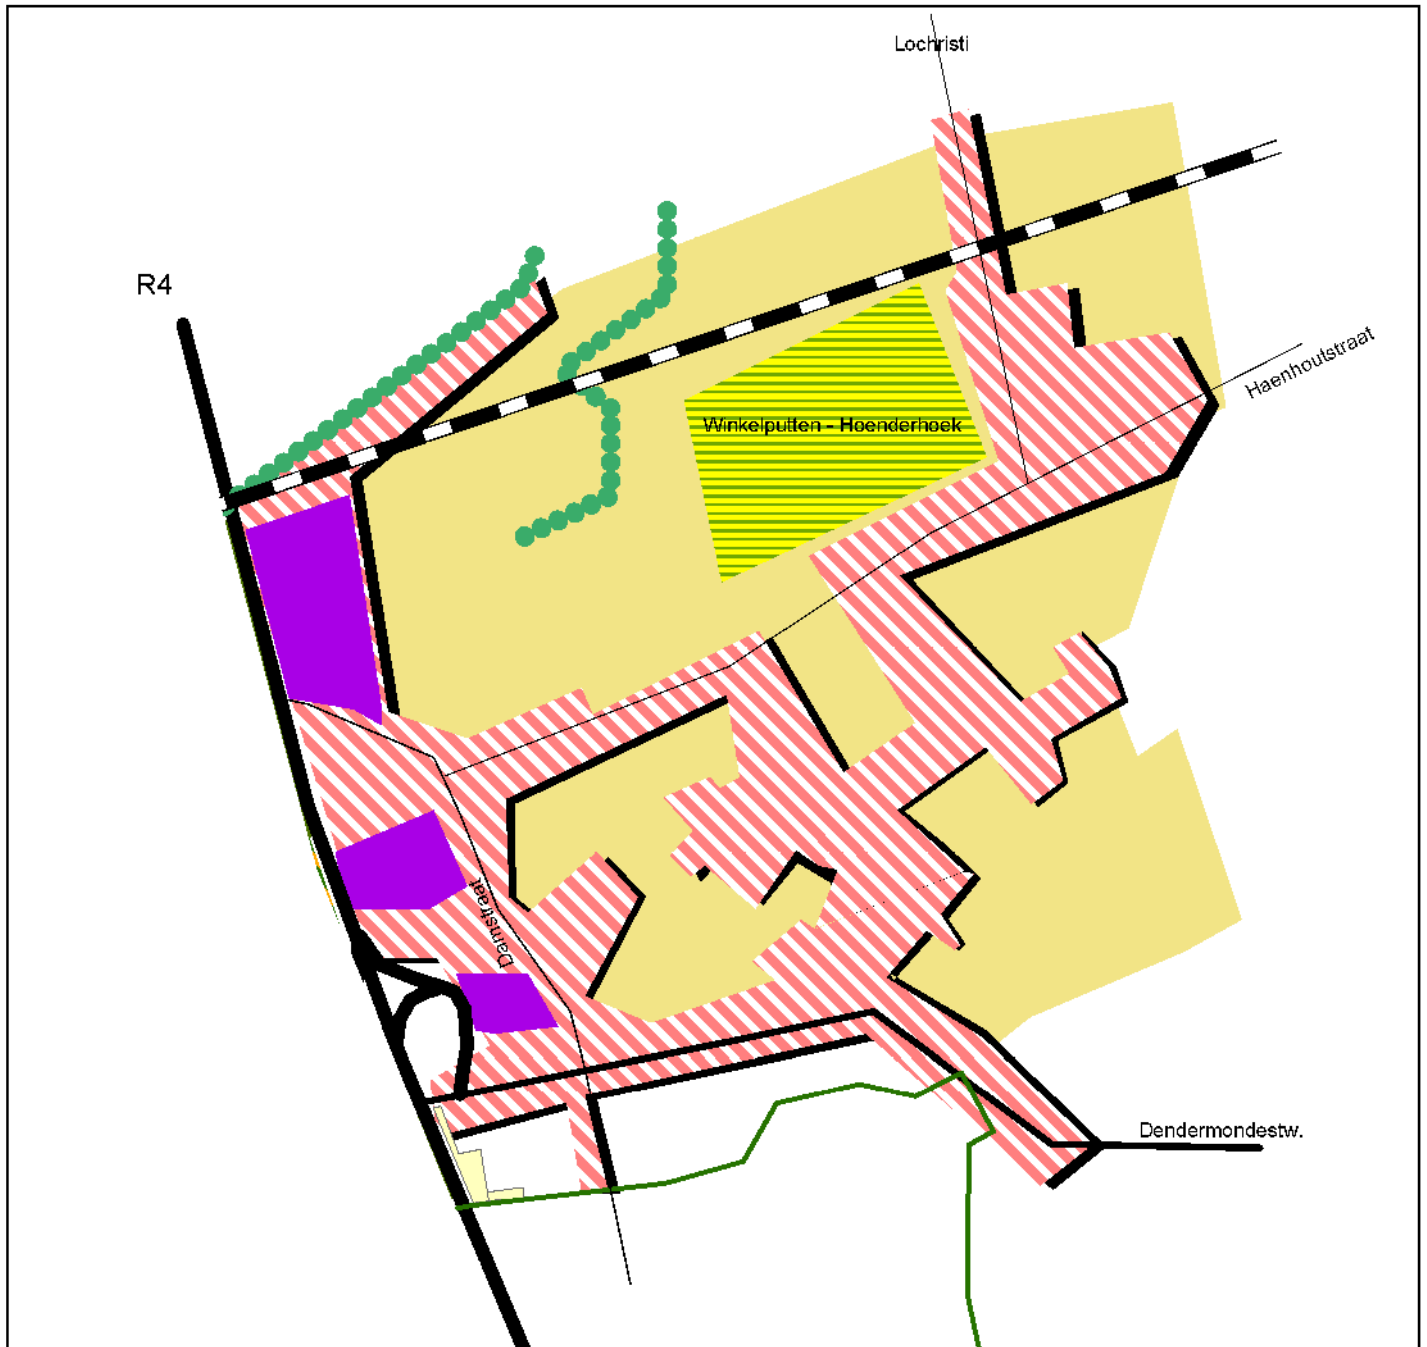 Lochristi
R4
Haenhoutstraat
Winkelputten - Hoenderhoek
Damstraat
Dendermondestw.